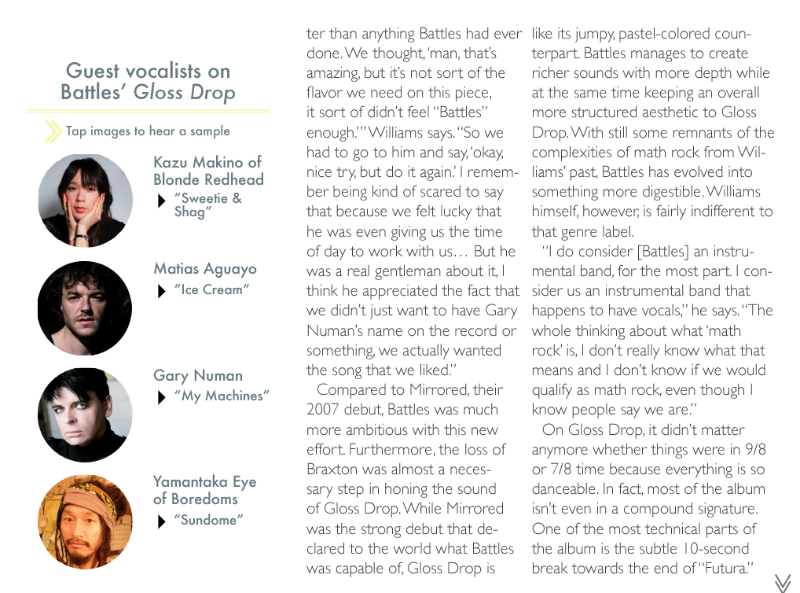 Guest vocalists on
Battles’ Gloss Drop
Tap images to hear a sample
Kazu Makino of
Blonde Redhead
“Sweetie &
Shag”
Matias Aguayo
“Ice Cream”
Gary Numan
“My Machines”
Yamantaka Eye
of Boredoms
“Sundome”
ter than anything Battles had ever
done. We thought, ‘man, that’s
amazing, but it’s not sort of the
flavor we need on this piece,
it sort of didn’t feel “Battles”
enough.’” Williams says. “So we
had to go to him and say, ‘okay,
nice try, but do it again.’ I remem-
ber being kind of scared to say
that because we felt lucky that
he was even giving us the time
of day to work with us… But he
was a real gentleman about it, I
think he appreciated the fact that
we didn’t just want to have Gary
Numan’s name on the record or
something, we actually wanted
the song that we liked.”
Compared to Mirrored, their
2007 debut, Battles was much
more ambitious with this new
effort. Furthermore, the loss of
Braxton was almost a neces-
sary step in honing the sound
of Gloss Drop. While Mirrored
was the strong debut that de-
clared to the world what Battles
was capable of, Gloss Drop is
like its jumpy, pastel-colored coun-
terpart. Battles manages to create
richer sounds with more depth while
at the same time keeping an overall
more structured aesthetic to Gloss
Drop. With still some remnants of the
complexities of math rock from Wil-
liams’ past, Battles has evolved into
something more digestible. Williams
himself, however, is fairly indifferent to
that genre label.
“I do consider [Battles] an instru-
mental band, for the most part. I con-
sider us an instrumental band that
happens to have vocals,” he says. “The
whole thinking about what ‘math
rock’ is, I don’t really know what that
means and I don’t know if we would
qualify as math rock, even though I
know people say we are.”
On Gloss Drop, it didn’t matter
anymore whether things were in 9/8
or 7/8 time because everything is so
danceable. In fact, most of the album
isn’t even in a compound signature.
One of the most technical parts of
the album is the subtle 10-second
break towards the end of “Futura.”